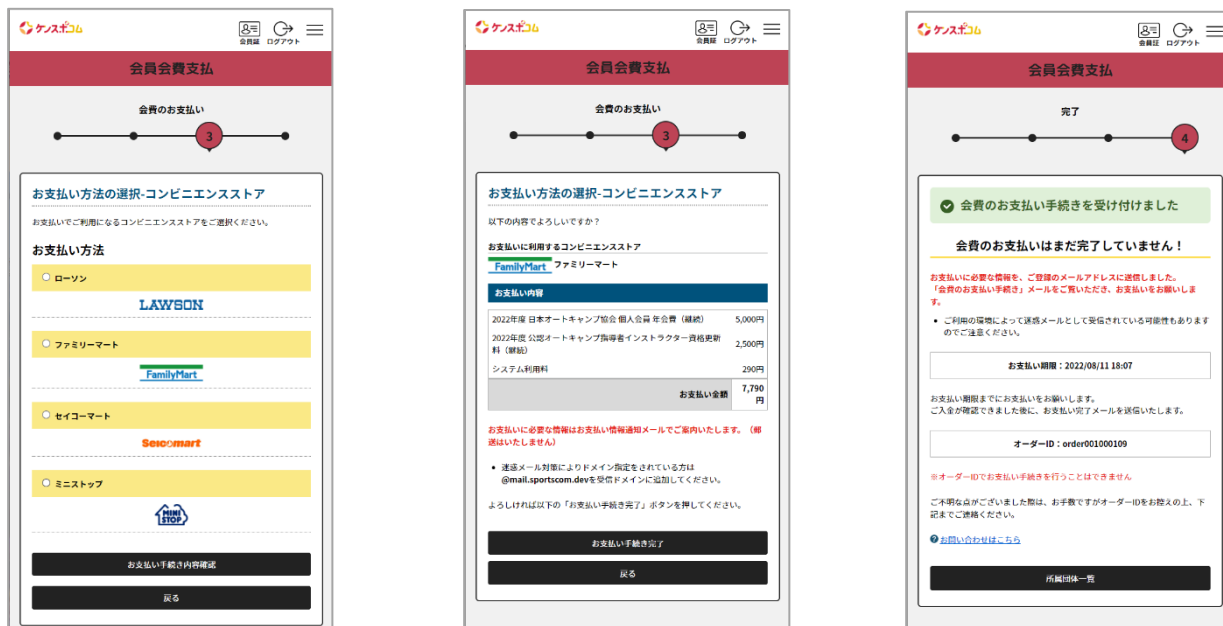 ケンスポコム
会員証 ログアウト
会員会費支払
会費のお支払い
3
お支払い方法の選択-コンビニエンスストア
お支払いでご利用になるコンビニエンスストアをご選択ください。
お支払い方法
ローソン
LAWSON
ファミリーマート
FamilyMart
セイコーマート
Seicomart
ミニストップ
MINI
STOP
お支払い手続き内容確認
戻る
ケンスポコム
会員証 ログアウト
会員会費支払
会費のお支払い
3
お支払い方法の選択-コンビニエンスストア
以下の内容でよろしいですか?
お支払いに利用するコンビニエンスストア
FamilyMart ファミリーマート
お支払い内容
2022年度 日本オートキャンプ協会 個人会員 年会費(継続) 5,000円
2022年度 公認オートキャンプ指導者インストラクター資格更新
料(継続) 2,500円
システム利用料 290円
お支払い金額 7,790
円
お支払いに必要な情報はお支払い情報通知メールでご案内いたします。(郵
送はいたしません)
• 迷惑メール対策によりドメイン指定をされている方は
@mail.sportscom.devを受信ドメインに追加してください。
よろしければ以下の「お支払い手続き完了」ボタンを押してください。
お支払い手続き完了
戻る
ケンスポコム
会員証 ログアウト
会員会費支払
完了
4
会費のお支払い手続きを受け付けました
会費のお支払いはまだ完了していません!
お支払いに必要な情報を、ご登録のメールアドレスに送信しました。
「会費のお支払い手続き」メールをご覧いただき、お支払いをお願いしま
す。
• ご利用の環境によって迷惑メールとして受信されている可能性もあります
のでご注意ください。
お支払い期限:2022/08/11 18:07
お支払い期限までにお支払いをお願いします。
ご入金が確認できました後に、お支払い完了メールを送信いたします。
オーダーID:order001000109
※オーダーIDでお支払い手続きを行うことはできません
ご不明な点がございました際は、お手数ですがオーダーIDをお控えの上、下
記までご連絡ください。
お問い合わせはこちら
所属団体一覧